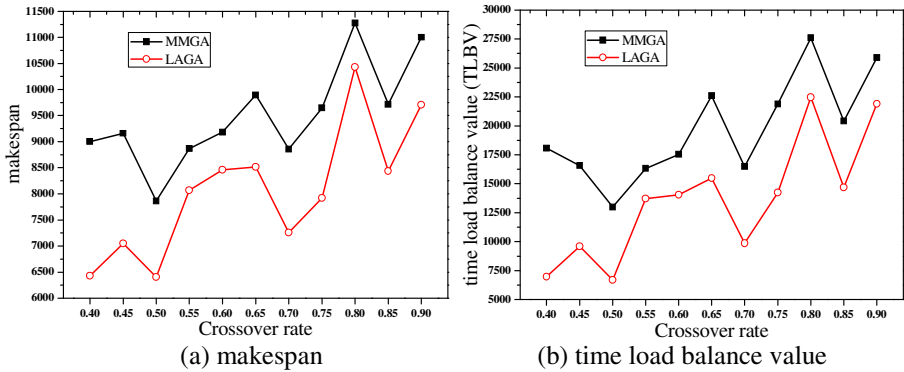 11500
11000
10500
10000
9500
9000
8500
8000
7500
7000
6500
6000
makespan
MMGA
LAGA
0.40 0.45 0.50 0.55 0.60 0.65 0.70 0.75 0.80 0.85 0.90
Crossover rate
(a) makespan
30000
27500
25000
22500
20000
17500
15000
12500
10000
7500
5000
time load balance value (TLBV)
MMGA
LAGA
0.40 0.45 0.50 0.55 0.60 0.65 0.70 0.75 0.80 0.85 0.90
Crossover rate
(b) time load balance value